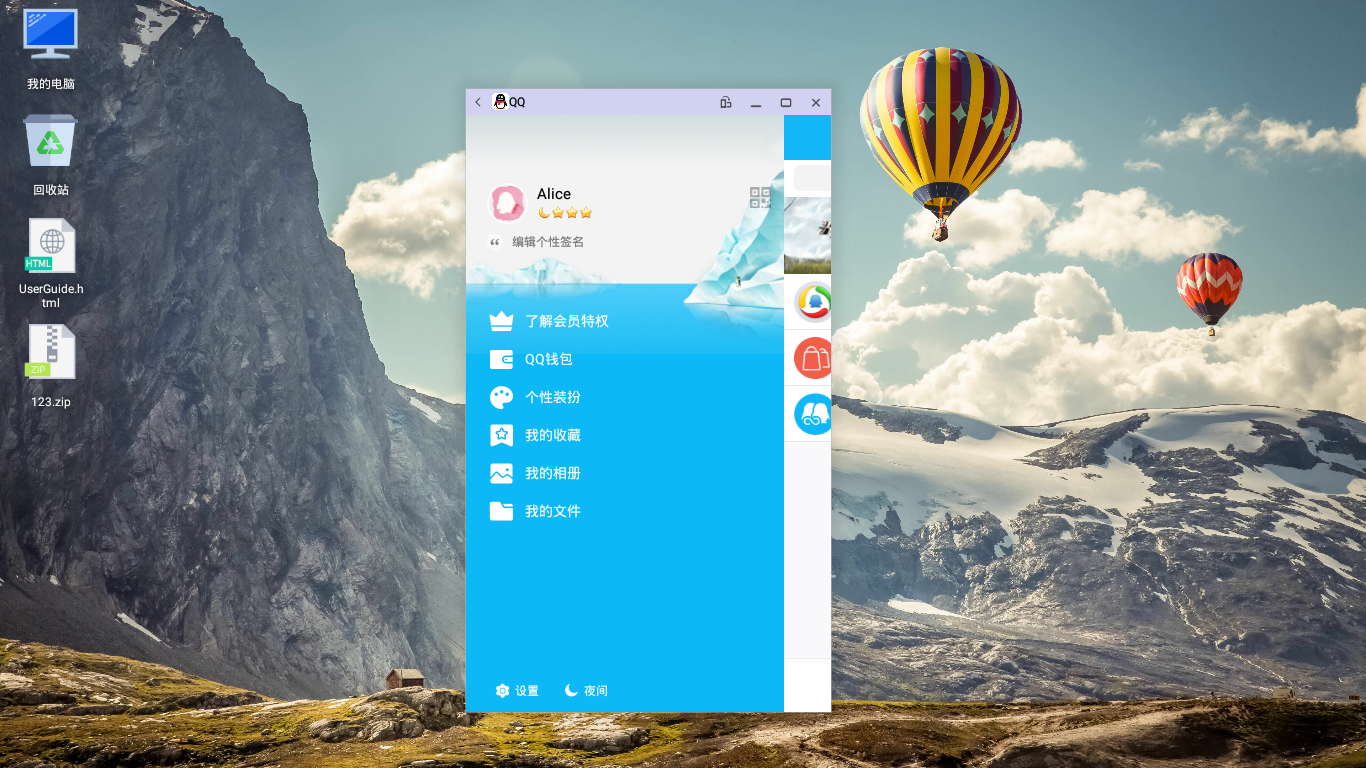 我的电脑
回收站
HTML
UserGuide.h
tml
ZIP
123.zip
QQ
Alice
编辑个性签名
了解会员特权
QQ钱包
个性装扮
我的收藏
我的相册
我的文件
设置
夜间